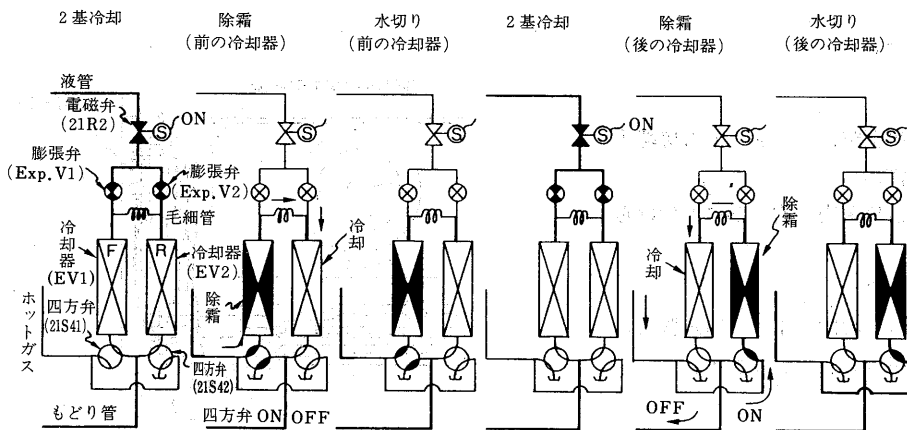 2基冷却
除霜
(前の冷却器)
水切り
(前の冷却器)
2基冷却
除霜
(後の冷却器)
水切り
(後の冷却器)
液管
電磁弁
(21R2)
S
ON
膨張弁
(Exp.V1)
膨張弁
(Exp.V2)
毛細管
冷却器
(EV1)
F
R
冷却器
(EV2)
ホットガス
四方弁
(21S41)
四方弁
(21S42)
もどり管
S
冷却
除霜
四方弁 ON OFF
S
S
ON
S
除霜
冷却
OFF
ON
S